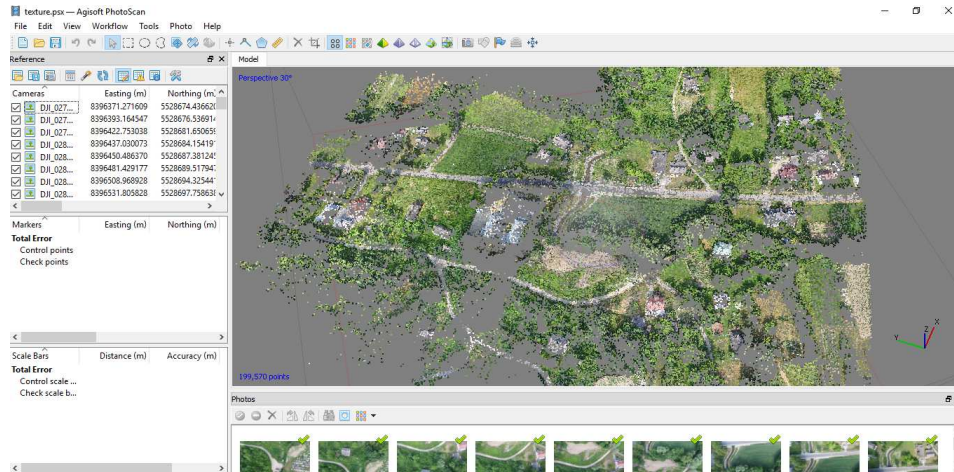 texture.psx — Agisoft PhotoScan
File Edit View Workflow Tools Photo Help
Reference
Model
Cameras Easting (m) Northing (m)
DJI_027... 8396371.271609 5528674.43662
DJI_027... 8396393.164547 5528676.53691
DJI_027... 8396422.753038 5528681.65065
DJI_028... 8396437.030073 5528684.15419
DJI_028... 8396450.486370 5528687.38124
DJI_028... 8396481.429177 5528689.51794
DJI_028... 8396508.968928 5528694.32544
DJI_028... 8396531.805828 5528697.75863
Markers Easting (m) Northing (m)
Total Error
Control points
Check points
Scale Bars Distance (m) Accuracy (m)
Total Error
Control scale ...
Check scale b...
Perspective 30°
199,570 points
X
Y
Z
Photos